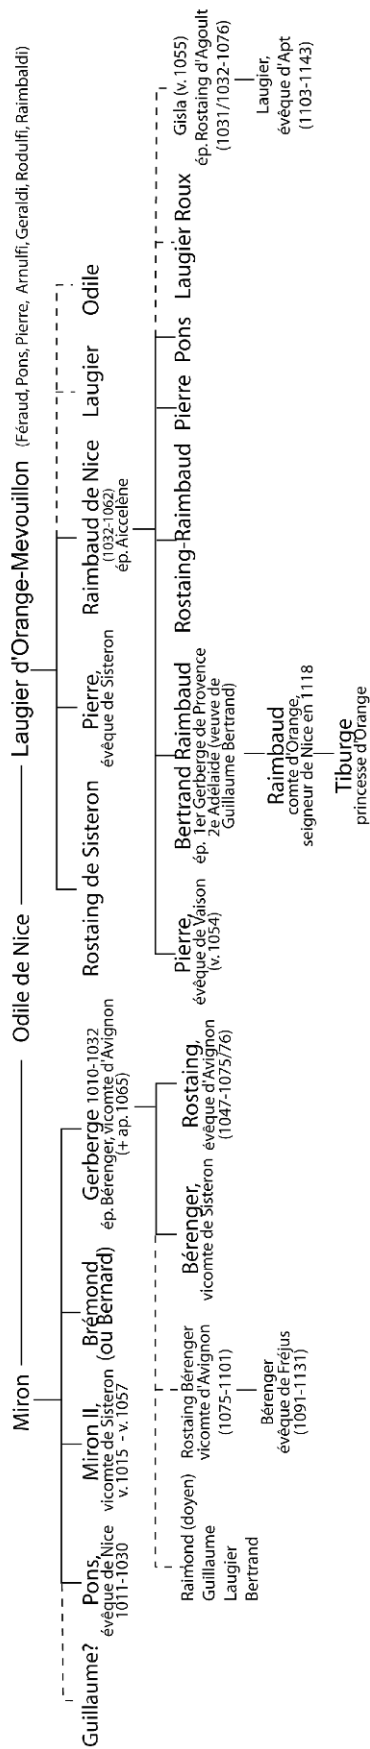 Miron
Odile de Nice
Laugier d'Orange-Mevouillon (Féraud, Pons, Pierre, Arnulfi, Geraldi, Rodulfi, Raimbaldi)
Guillaume?
Pons,
évêque de Nice
1011-1030
Miron II,
vicomte de Sisteron
v.1015 - v.1057
Brémond
(ou Bernard)
Gerberge 1010-1032
ép. Bérenger, vicomte d'Avignon
(+ ap.1065)
Rostaing de Sisteron
Pierre,
évêque de Sisteron
Raimbaud de Nice
(1032-1062)
ép. Aiccelène
Laugier
Odile
Raimond (doyen)
Guillaume
Laugier
Bertrand
Rostaing Bérenger
vicomte d'Avignon
(1075-1101)
Bérenger
évêque de Fréjus
(1091-1131)
Bérenger,
vicomte de Sisteron
Rostaing,
évêque d'Avignon
(1047-1075/76)
Pierre,
évêque de Vaison
(v.1054)
Bertrand Raimbaud
ép. 1er Gerberge de Provence
2e Adélaide (veuve de
Guillaume Bertrand)
Raimbaud
comte d'Orange,
seigneur de Nice en 1118
Tiburge
princesse d'Orange
Rostaing-Raimbaud
Pierre
Pons
Laugier Roux
Gisla (v.1055)
ép. Rostaing d'Agoult
(1031/1032-1076)
Laugier,
évêque d'Apt
(1103-1143)